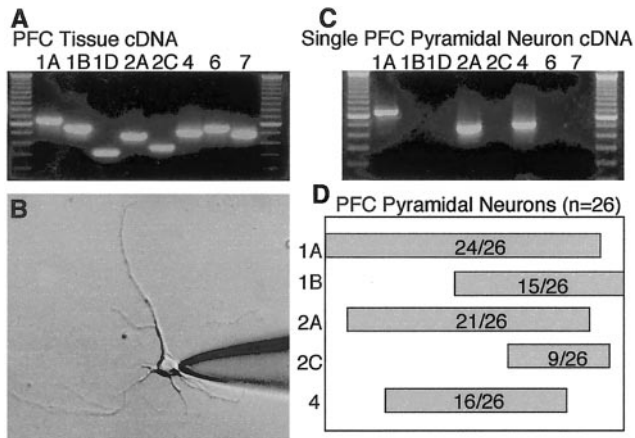 A
PFC Tissue cDNA
1A 1B 1D 2A 2C 4 6 7
B
C
Single PFC Pyramidal Neuron cDNA
1A 1B 1D 2A 2C 4 6 7
D
PFC Pyramidal Neurons (n=26)
1A 24/26
1B 15/26
2A 21/26
2C 9/26
4 16/26